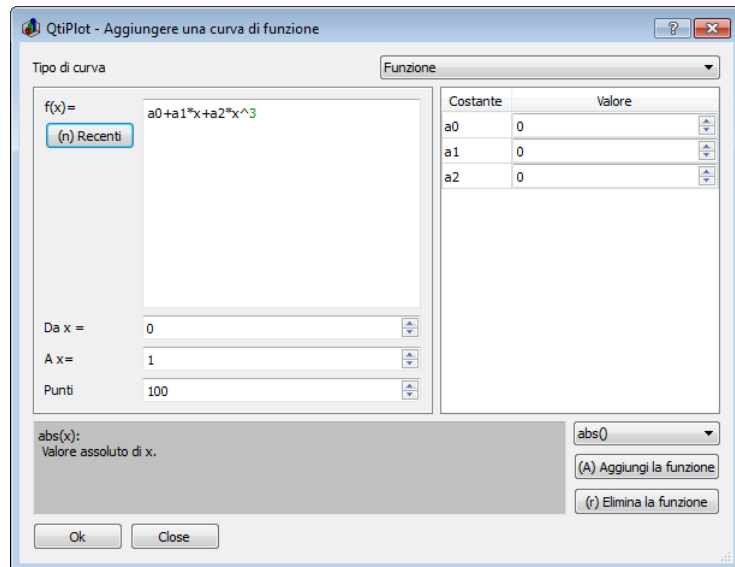 QtiPlot - Aggiungere una curva di funzione
Tipo di curva
Funzione
f(x)=
(n) Recenti
a0+a1*x+a2*x^3
Costante Valore
a0 0
a1 0
a2 0
Da x = 0
A x= 1
Punti 100
abs(x):
Valore assoluto di x.
abs()
(A) Aggiungi la funzione
(r) Elimina la funzione
Ok
Close